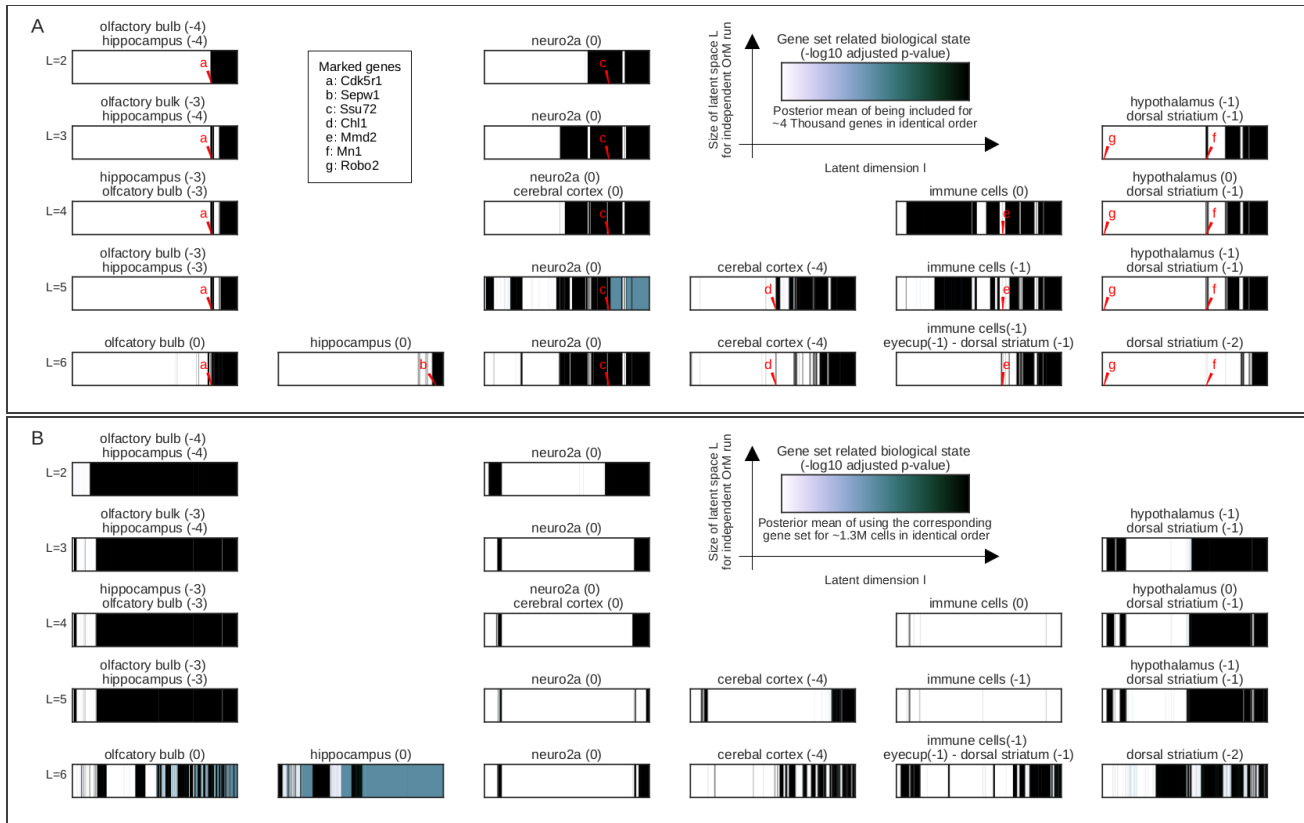 A
olfactory bulb (-4)
hippocampus (-4)
L=2
a
Marked genes
a: Cdk5r1
b: Sepw1
c: Ssu72
d: Chl1
e: Mmd2
f: Mn1
g: Robo2
neuro2a (0)
c
Size of latent space L
for independent OrM run
Gene set related biological state
(-log10 adjusted p-value)
Posterior mean of being included for
~4 Thousand genes in identical order
Latent dimension l
olfactory bulk (-3)
hippocampus (-4)
L=3
a
neuro2a (0)
c
hypothalamus (-1)
dorsal striatium (-1)
g
f
hippocampus (-3)
olfcatory bulb (-3)
L=4
a
neuro2a (0)
cerebral cortex (0)
c
immune cells (0)
e
hypothalamus (0)
dorsal striatium (-1)
g
f
olfactory bulb (-3)
hippocampus (-3)
L=5
a
neuro2a (0)
c
cerebal cortex (-4)
d
immune cells (-1)
e
hypothalamus (-1)
dorsal striatium (-1)
g
f
olfcatory bulb (0)
L=6
a
hippocampus (0)
b
neuro2a (0)
c
cerebral cortex (-4)
d
immune cells(-1)
eyecup(-1) - dorsal striatium (-1)
e
dorsal striatium (-2)
g
f
B
olfactory bulb (-4)
hippocampus (-4)
L=2
neuro2a (0)
Size of latent space L
for independent OrM run
Gene set related biological state
(-log10 adjusted p-value)
Posterior mean of using the corresponding
gene set for ~1.3M cells in identical order
Latent dimension l
olfactory bulk (-3)
hippocampus (-4)
L=3
neuro2a (0)
hypothalamus (-1)
dorsal striatium (-1)
hippocampus (-3)
olfcatory bulb (-3)
L=4
neuro2a (0)
cerebral cortex (0)
immune cells (0)
hypothalamus (0)
dorsal striatium (-1)
olfactory bulb (-3)
hippocampus (-3)
L=5
neuro2a (0)
cerebral cortex (-4)
immune cells (-1)
hypothalamus (-1)
dorsal striatium (-1)
olfcatory bulb (0)
L=6
hippocampus (0)
neuro2a (0)
cerebral cortex (-4)
immune cells(-1)
eyecup(-1) - dorsal striatium (-1)
dorsal striatium (-2)